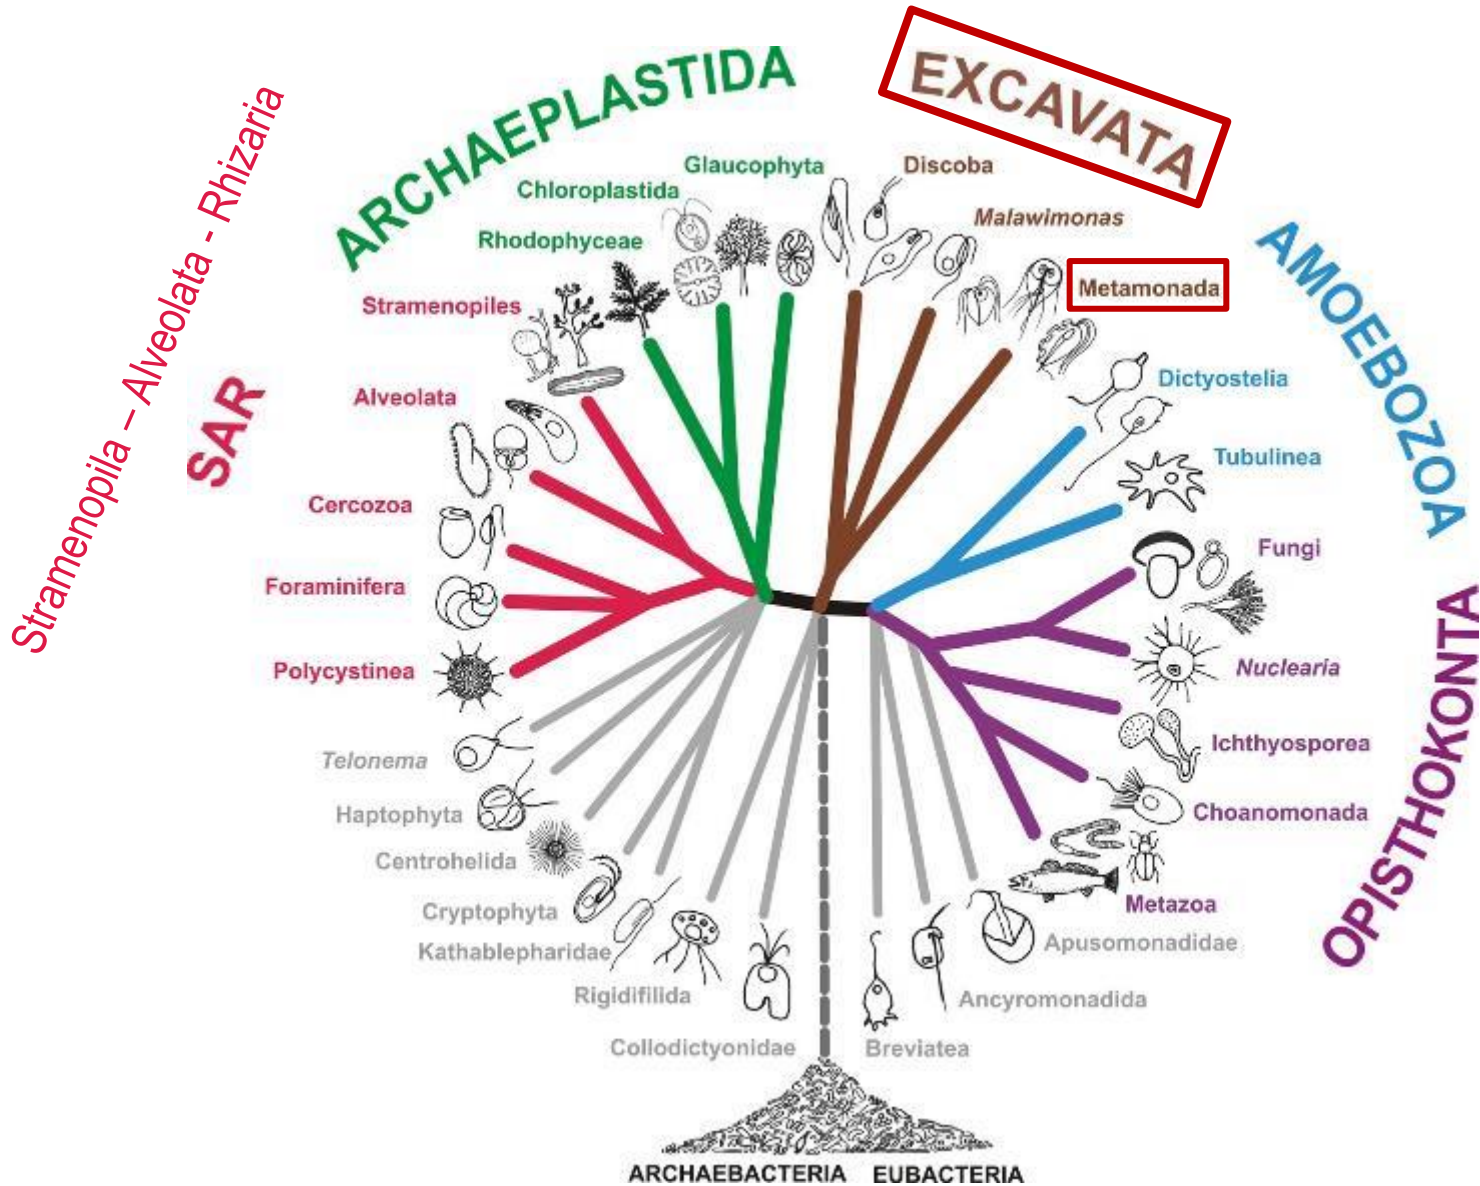 Stramenopila – Alveolata - Rhizaria
SAR
ARCHAEPLASTIDA
EXCAVATA
AMOEBOZOA
OPISTHOKONTA
Glaucophyta
Chloroplastida
Rhodophyceae
Stramenopiles
Alveolata
Cercozoa
Foraminifera
Polycystinea
Discoba
Malawimonas
Metamonada
Dictyostelia
Tubulinea
Fungi
Nuclearia
Ichthyosporea
Choanomonada
Metazoa
Telonema
Haptophyta
Centrohelida
Cryptophyta
Kathablepharidae
Rigidifilida
Collodictyonidae
Apusomonadidae
Ancyromonadida
Breviatea
ARCHAEBACTERIA EUBACTERIA